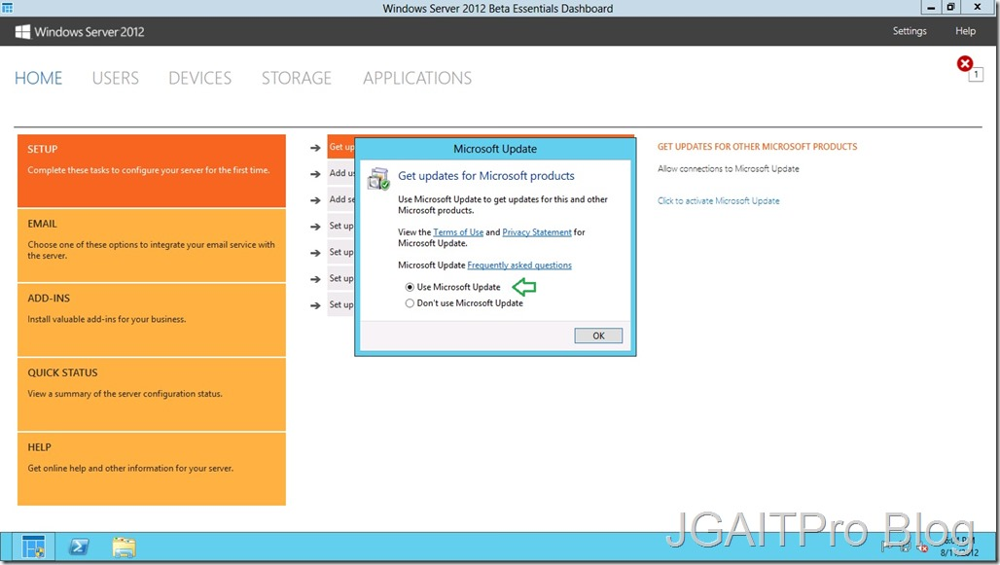 Windows Server 2012 Beta Essentials Dashboard
Windows Server 2012
Settings
Help
HOME
USERS
DEVICES
STORAGE
APPLICATIONS
1
SETUP
Complete these tasks to configure your server for the first time.
EMAIL
Choose one of these options to integrate your email service with
the server.
ADD-INS
Install valuable add-ins for your business.
QUICK STATUS
View a summary of the server configuration status.
HELP
Get online help and other information for your server.
Get up
Add us
Add se
Set up
Set up
Set up
Set up
Microsoft Update
Get updates for Microsoft products
Use Microsoft Update to get updates for this and other
Microsoft products.
View the Terms of Use and Privacy Statement for
Microsoft Update.
Microsoft Update Frequently asked questions
Use Microsoft Update
Don't use Microsoft Update
OK
GET UPDATES FOR OTHER MICROSOFT PRODUCTS
Allow connections to Microsoft Update
Click to activate Microsoft Update
JGAITPro Blog